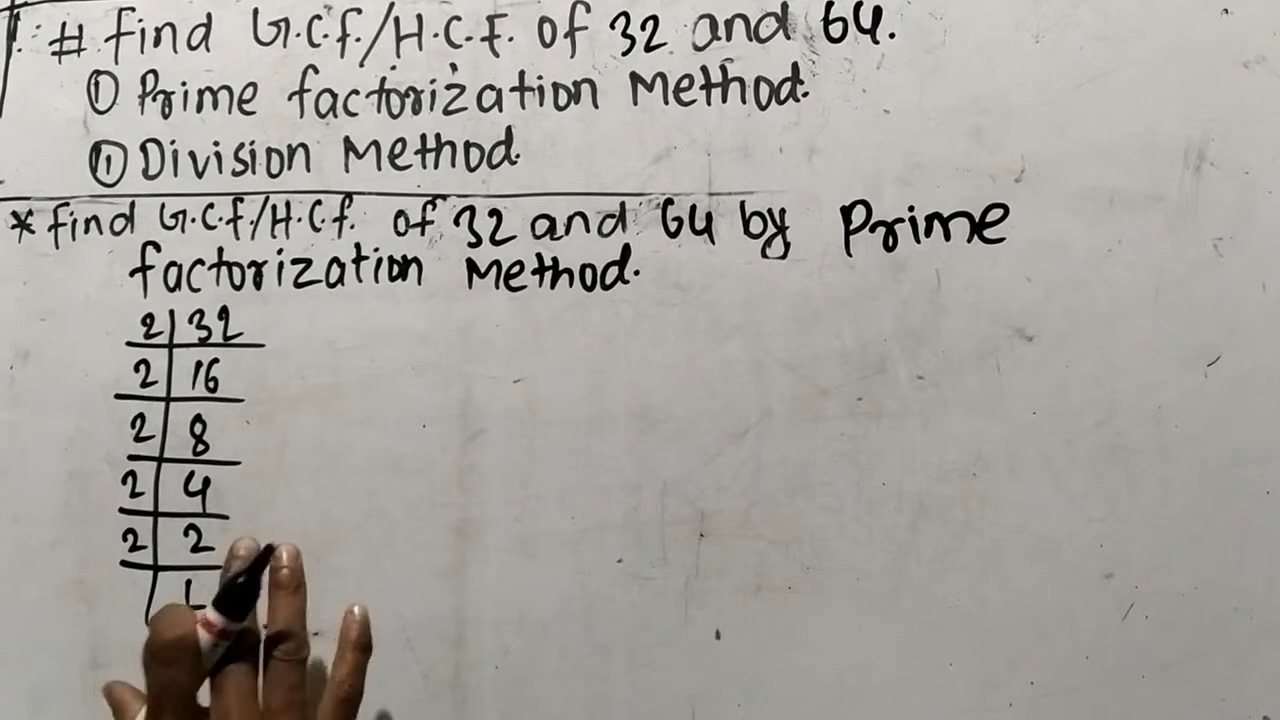 # Find G.C.F./H.C.F. of 32 and 64.
① Prime factorization Method.
① Division Method.
* Find G.C.F./H.C.F. of 32 and 64 by Prime
factorization Method.
2 | 32
2 | 16
2 | 8
2 | 4
2 | 2
| 1